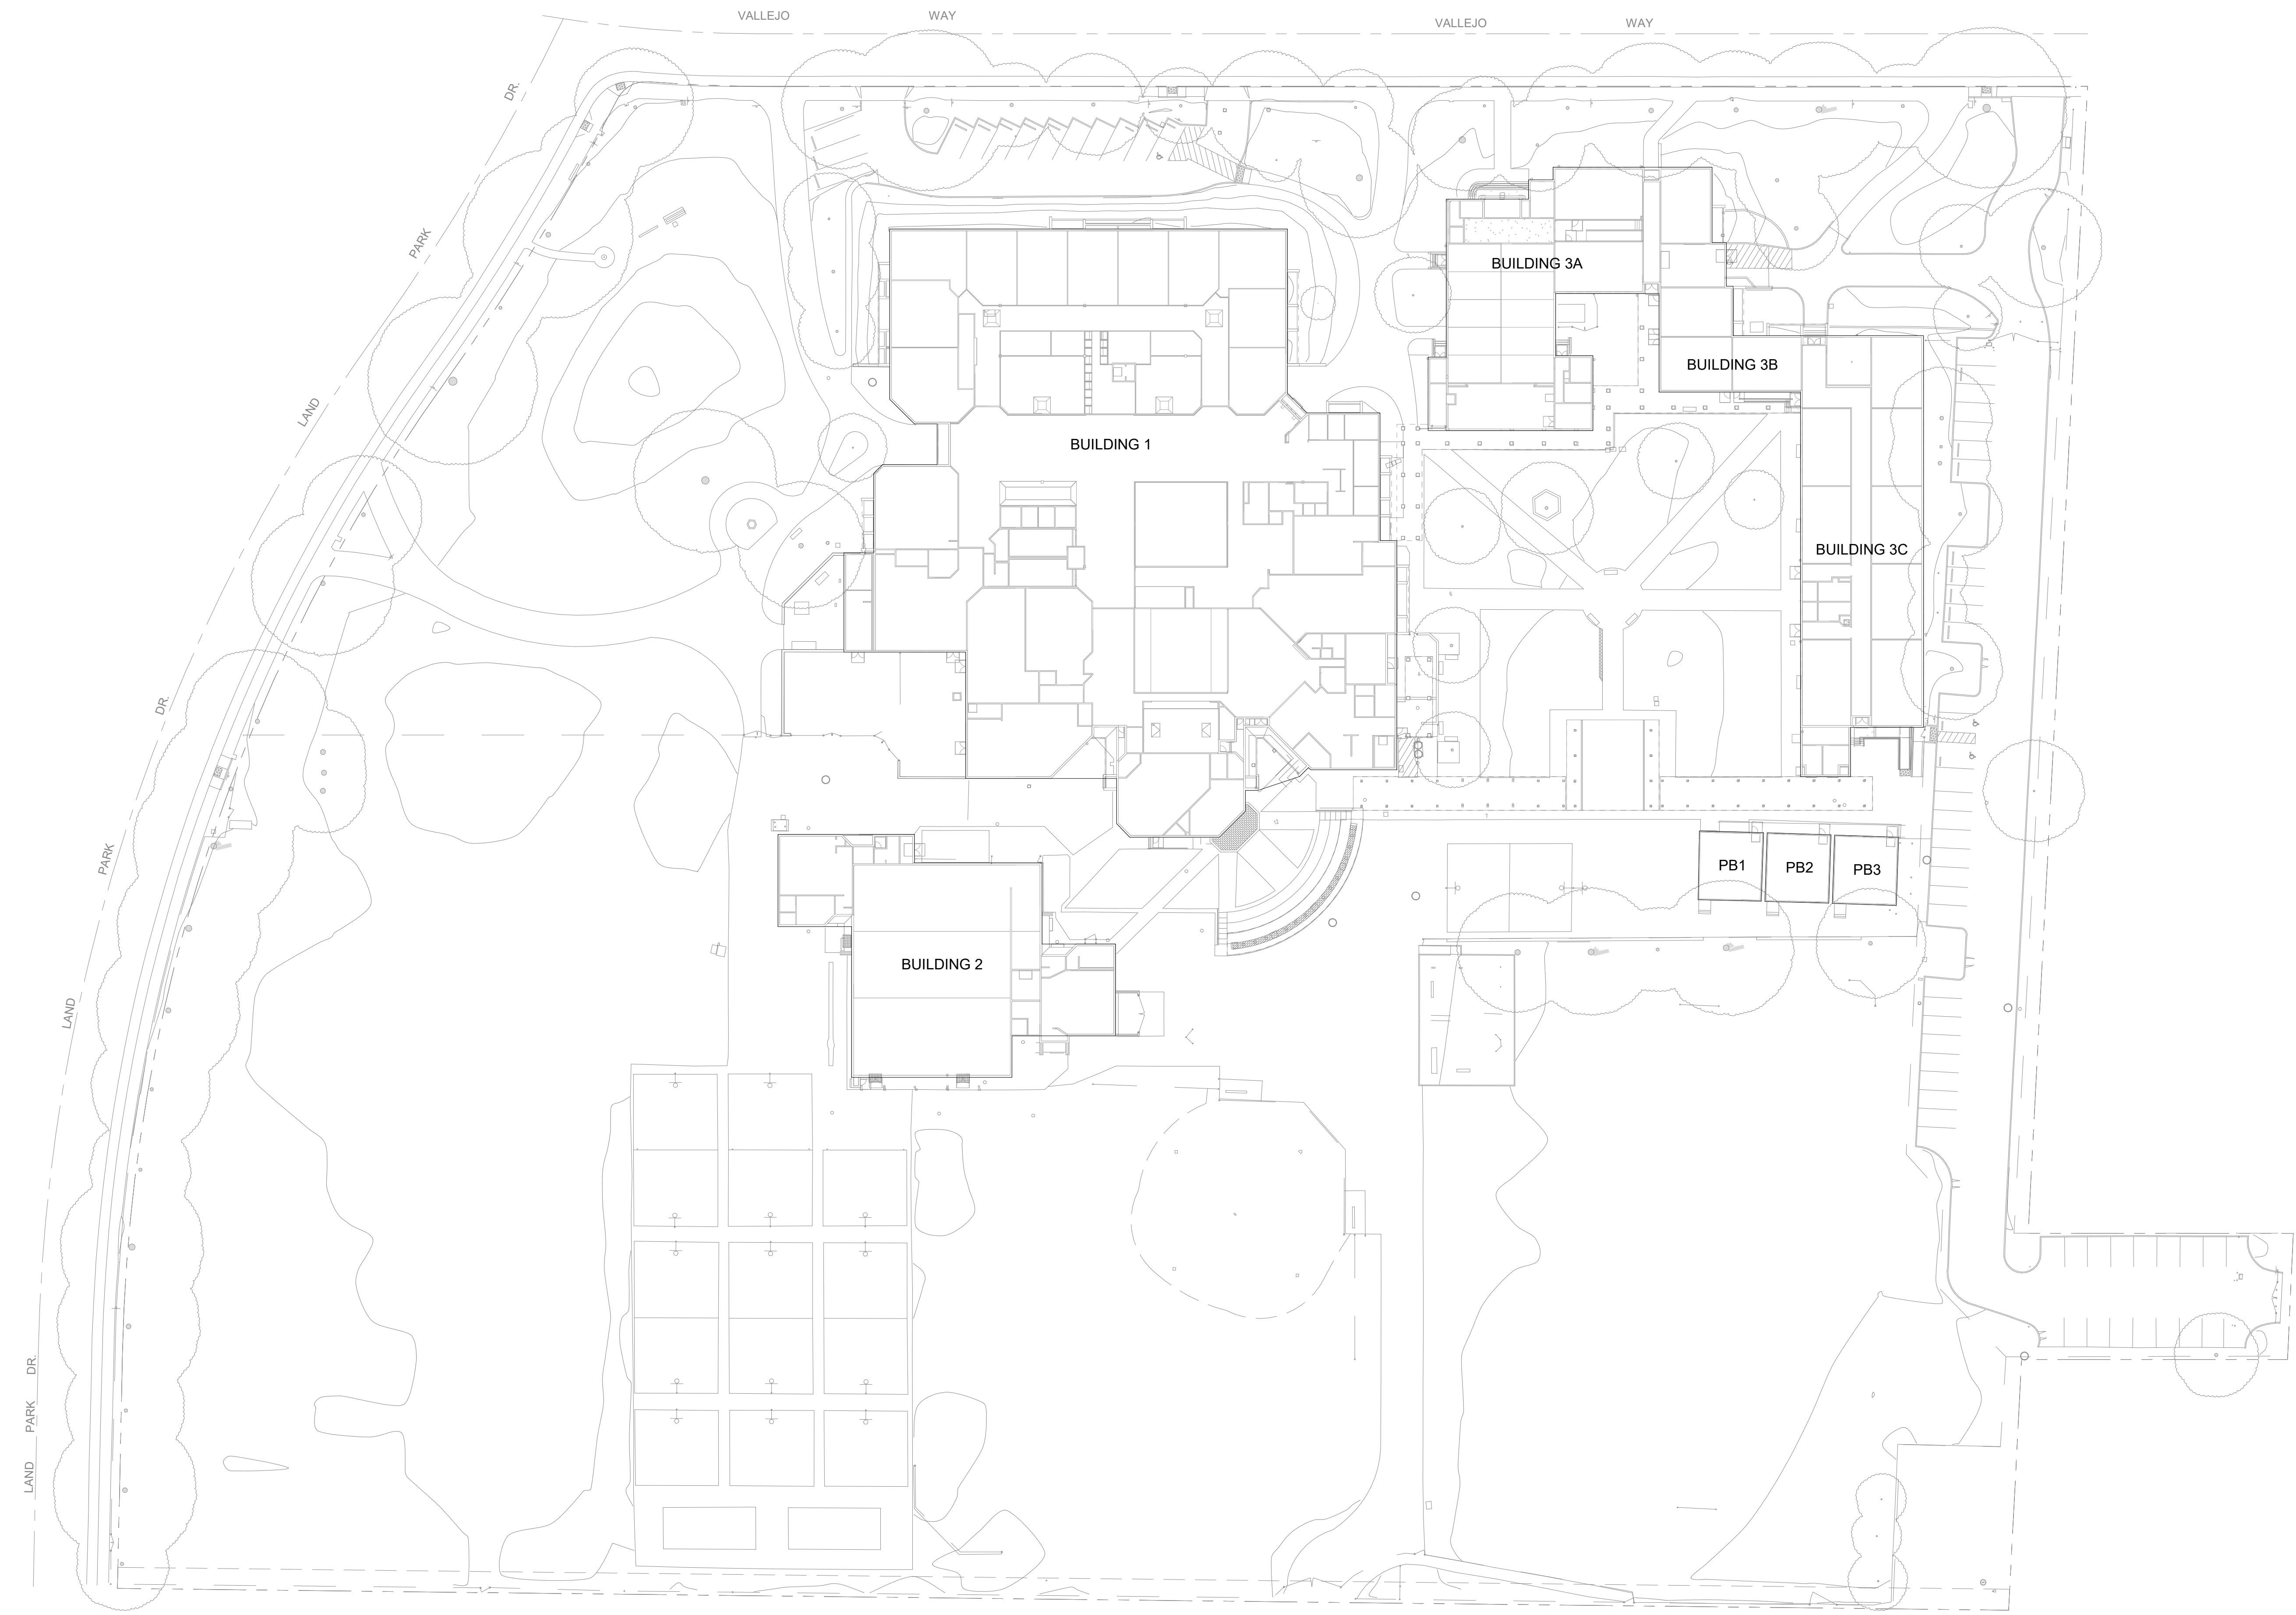 VALLEJO WAY
VALLEJO WAY
DR.
PARK
LAND
DR.
PARK
LAND
DR.
PARK
LAND
BUILDING 3A
BUILDING 3B
BUILDING 1
BUILDING 3C
PB1
PB2
PB3
BUILDING 2